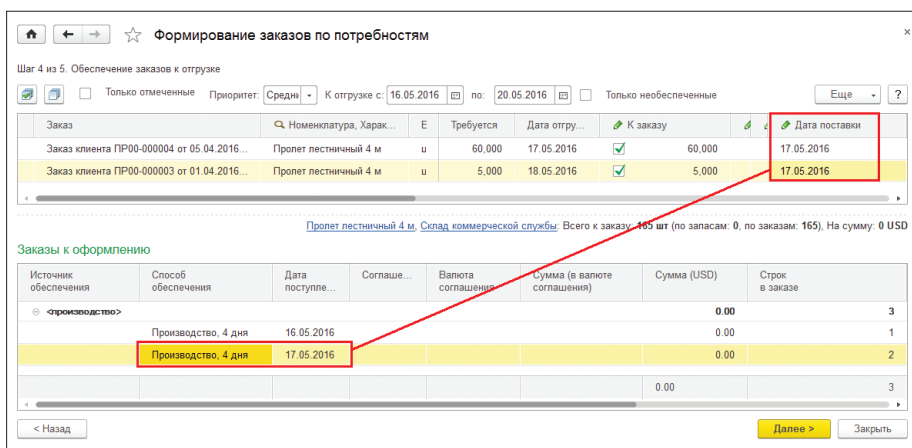 Формирование заказов по потребностям
Шаг 4 из 5. Обеспечение заказов к отгрузке
Только отмеченные Приоритет: Средни К отгрузке с: 16.05.2016 по: 20.05.2016 Только необеспеченные Еще ?
Заказ Номенклатура, Харак... Е Требуется Дата отгру... К заказу Дата поставки
Заказ клиента ПР00-000004 от 05.04.2016... Пролет лестничный 4 м ш 60,000 17.05.2016 60,000 17.05.2016
Заказ клиента ПР00-000003 от 01.04.2016... Пролет лестничный 4 м ш 5,000 18.05.2016 5,000 17.05.2016
Пролет лестничный 4 м, Склад коммерческой службы: Всего к заказу: 165 шт (по запасам: 0, по заказам: 165), На сумму: 0 USD
Заказы к оформлению
Источник обеспечения Способ обеспечения Дата поступле... Соглаше... Валюта соглашения Сумма (в валюте соглашения) Сумма (USD) Строк в заказе
<производство> 0.00 3
Производство, 4 дня 16.05.2016 0.00 1
Производство, 4 дня 17.05.2016 0.00 2
0.00 3
< Назад Далее > Закрыть